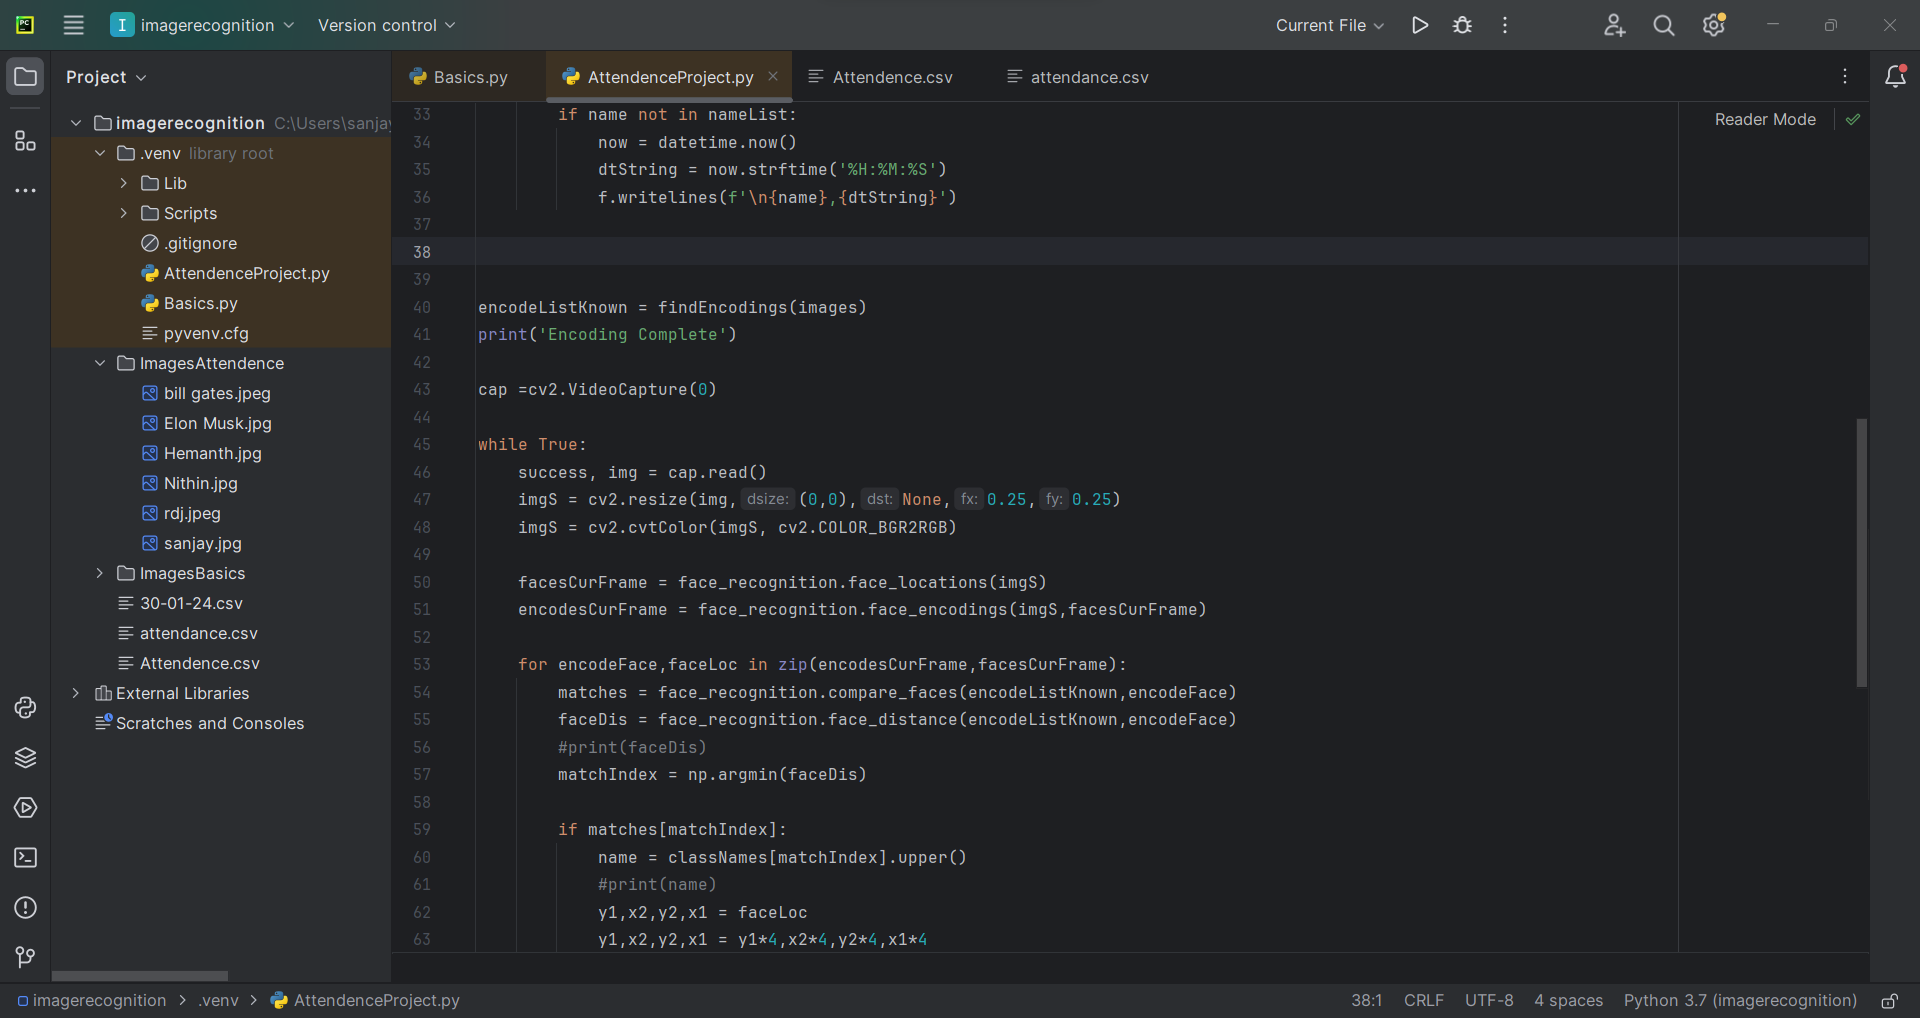 PC
I imagerecognition Version control Current File
Project
Basics.py AttendenceProject.py Attendence.csv attendance.csv
Reader Mode
imagerecognition C:\Users\sanjay
.venv library root
Lib
Scripts
.gitignore
AttendenceProject.py
Basics.py
pyvenv.cfg
ImagesAttendence
bill gates.jpeg
Elon Musk.jpg
Hemanth.jpg
Nithin.jpg
rdj.jpeg
sanjay.jpg
ImagesBasics
30-01-24.csv
attendance.csv
Attendence.csv
External Libraries
Scratches and Consoles
33 if name not in nameList:
34 now = datetime.now()
35 dtString = now.strftime('%H:%M:%S')
36 f.writelines(f'\n{name},{dtString}')
37
38
39
40 encodeListKnown = findEncodings(images)
41 print('Encoding Complete')
42
43 cap =cv2.VideoCapture(0)
44
45 while True:
46 success, img = cap.read()
47 imgS = cv2.resize(img, dsize: (0,0), dst: None, fx: 0.25, fy: 0.25)
48 imgS = cv2.cvtColor(imgS, cv2.COLOR_BGR2RGB)
49
50 facesCurFrame = face_recognition.face_locations(imgS)
51 encodesCurFrame = face_recognition.face_encodings(imgS,facesCurFrame)
52
53 for encodeFace,faceLoc in zip(encodesCurFrame,facesCurFrame):
54 matches = face_recognition.compare_faces(encodeListKnown,encodeFace)
55 faceDis = face_recognition.face_distance(encodeListKnown,encodeFace)
56 #print(faceDis)
57 matchIndex = np.argmin(faceDis)
58
59 if matches[matchIndex]:
60 name = classNames[matchIndex].upper()
61 #print(name)
62 y1,x2,y2,x1 = faceLoc
63 y1,x2,y2,x1 = y1*4,x2*4,y2*4,x1*4
imagerecognition > .venv > AttendenceProject.py 38:1 CRLF UTF-8 4 spaces Python 3.7 (imagerecognition)